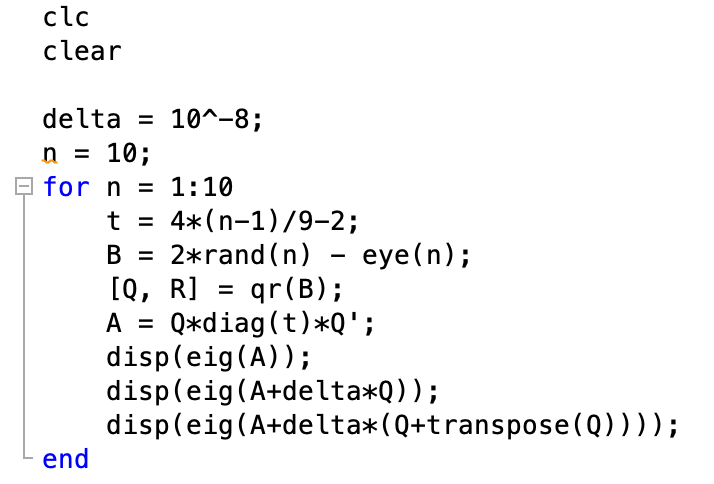 clc
clear
delta = 10^-8;
n = 10;
for n = 1:10
t = 4*(n-1)/9-2;
B = 2*rand(n) - eye(n);
[Q, R] = qr(B);
A = Q*diag(t)*Q';
disp(eig(A));
disp(eig(A+delta*Q));
disp(eig(A+delta*(Q+transpose(Q))));
end